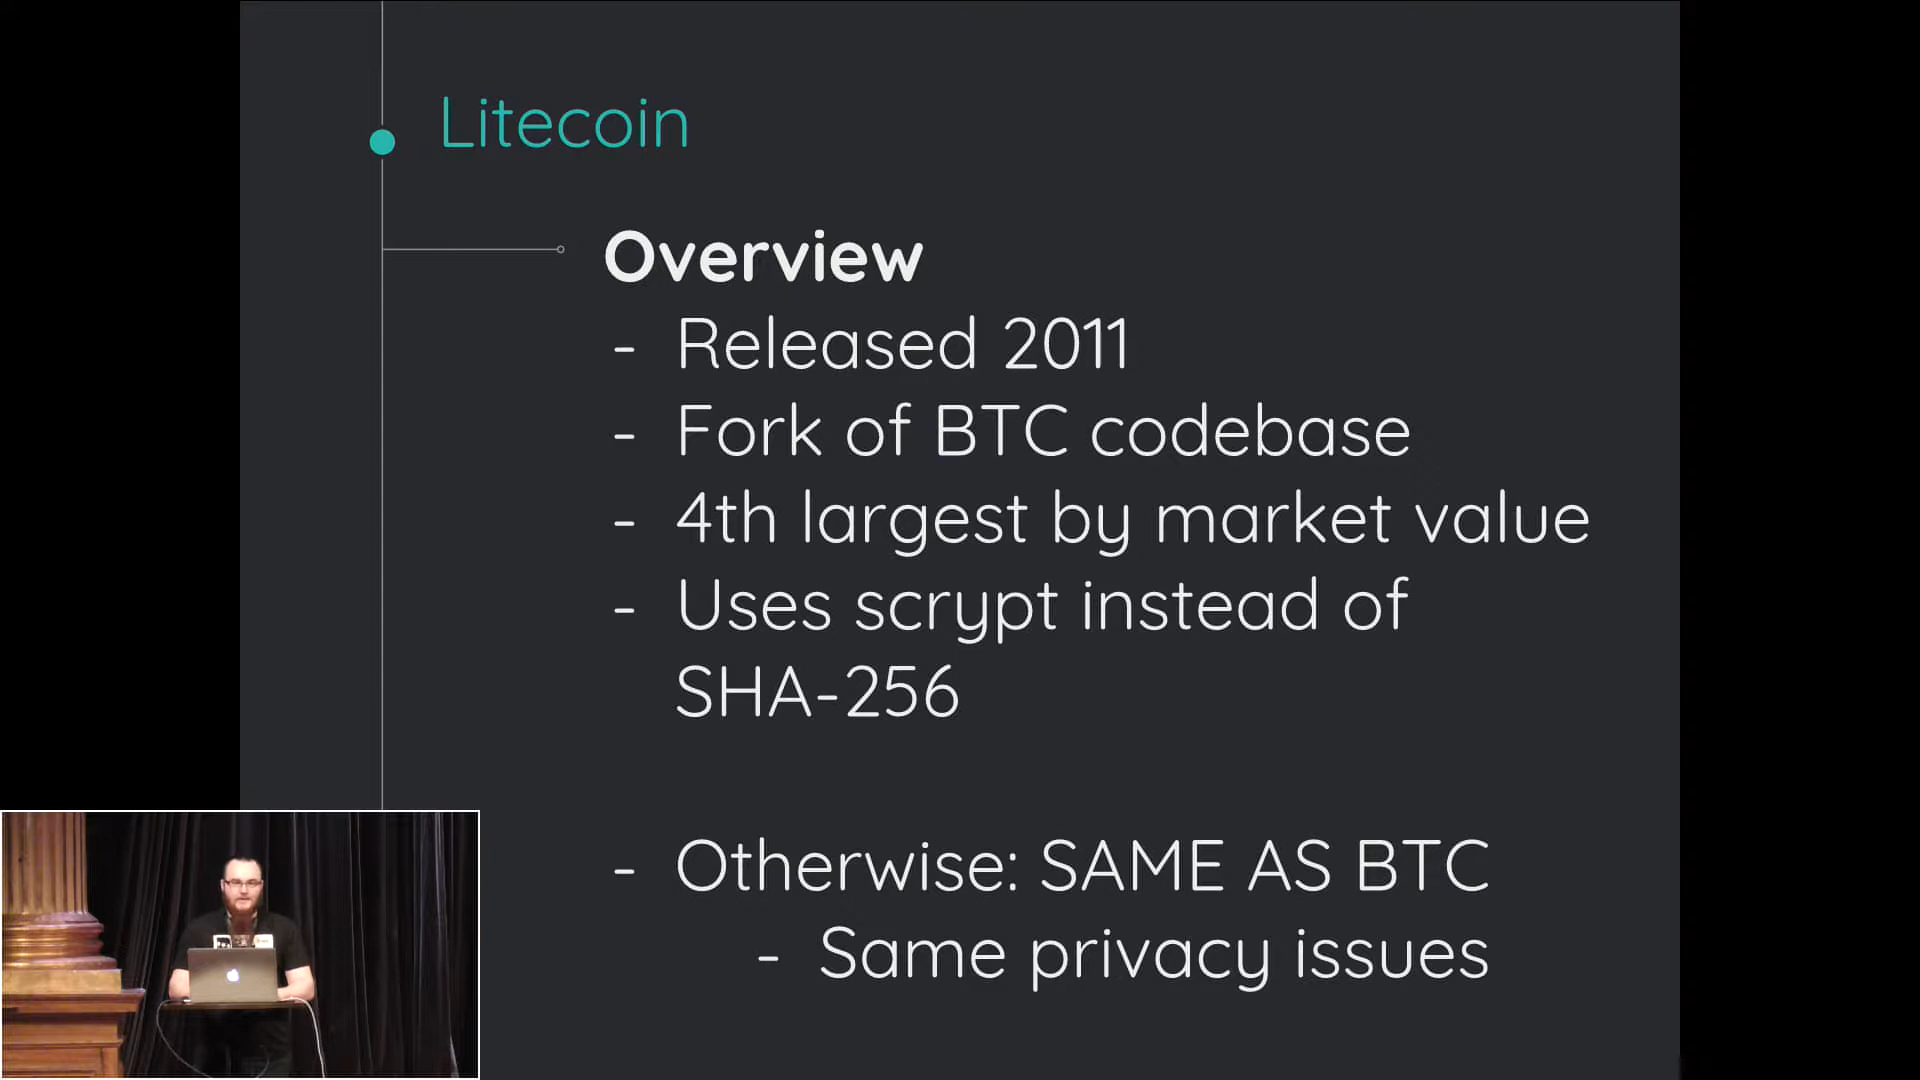 Litecoin
Overview
- Released 2011
- Fork of BTC codebase
- 4th largest by market value
- Uses scrypt instead of
SHA-256
- Otherwise: SAME AS BTC
- Same privacy issues